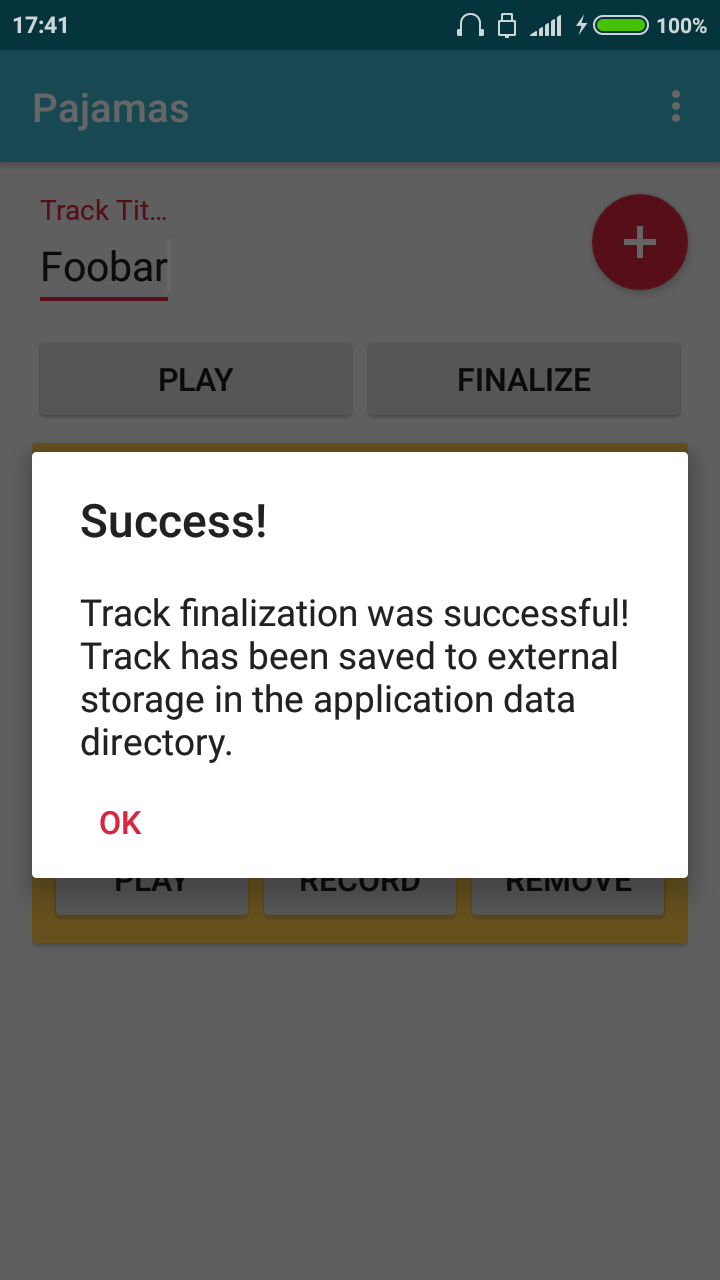 17:41 100%
Pajamas
Track Tit…
Foobar
PLAY FINALIZE
Success!
Track finalization was successful!
Track has been saved to external
storage in the application data
directory.
OK
PLAY RECORD REMOVE